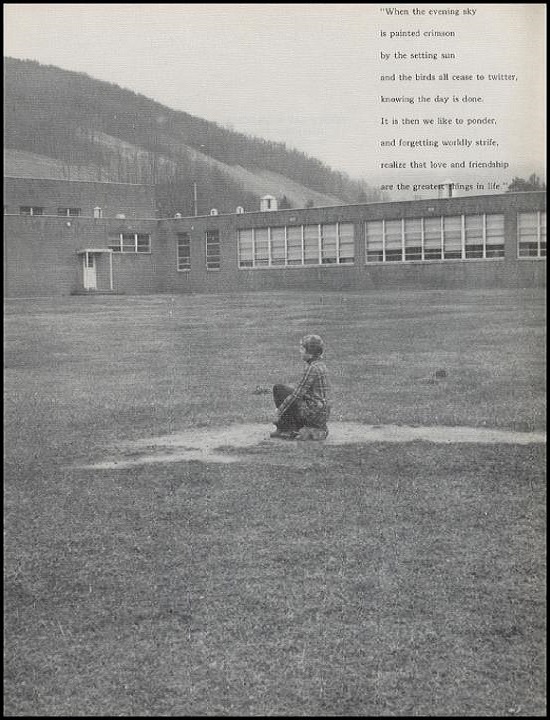 "When the evening sky
is painted crimson
by the setting sun
and the birds all cease to twitter,
knowing the day is done.
It is then we like to ponder,
and forgetting worldly strife,
realize that love and friendship
are the greatest things in life."